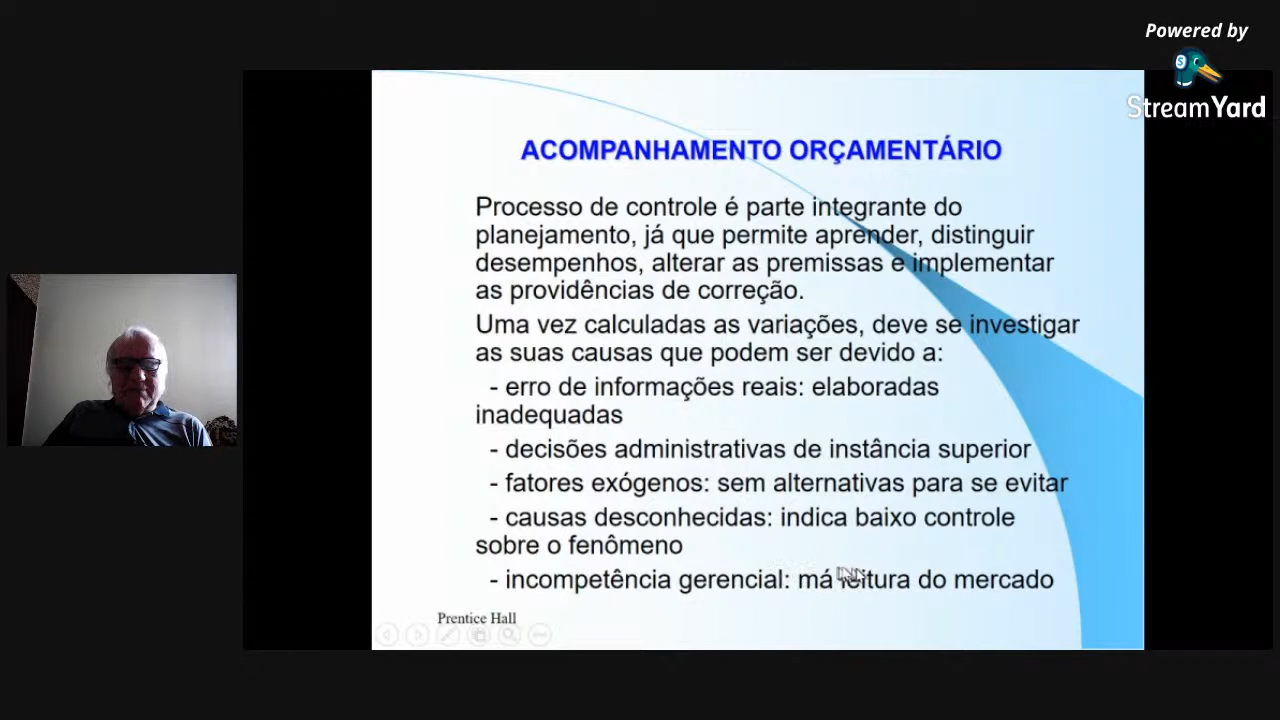 Powered by
StreamYard
ACOMPANHAMENTO ORÇAMENTÁRIO
Processo de controle é parte integrante do
planejamento, já que permite aprender, distinguir
desempenhos, alterar as premissas e implementar
as providências de correção.
Uma vez calculadas as variações, deve se investigar
as suas causas que podem ser devido a:
- erro de informações reais: elaboradas
inadequadas
- decisões administrativas de instância superior
- fatores exógenos: sem alternativas para se evitar
- causas desconhecidas: indica baixo controle
sobre o fenômeno
- incompetência gerencial: má leitura do mercado
Prentice Hall